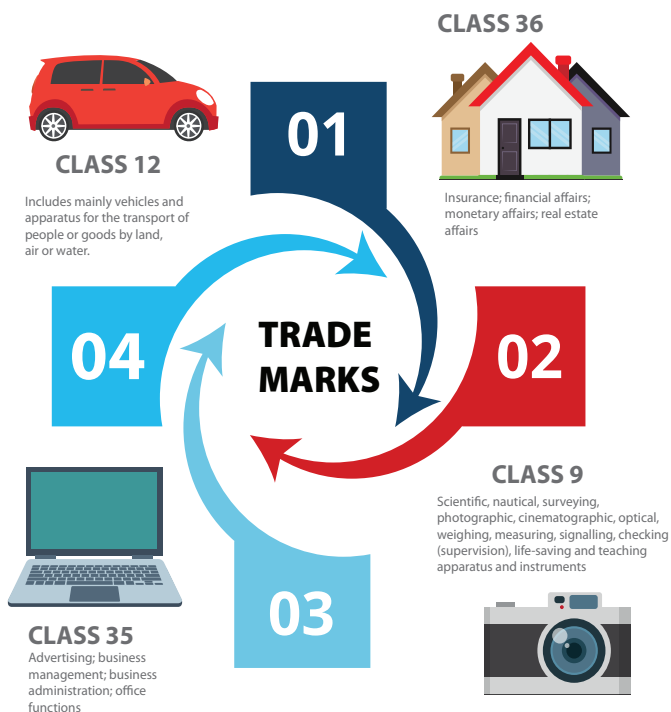 CLASS 36
01
CLASS 12
Includes mainly vehicles and
apparatus for the transport of
people or goods by land,
air or water.
Insurance; financial affairs;
monetary affairs; real estate
affairs
04
TRADE
MARKS
02
CLASS 9
Scientific, nautical, surveying,
photographic, cinematographic, optical,
weighing, measuring, signalling, checking
(supervision), life-saving and teaching
apparatus and instruments
03
CLASS 35
Advertising; business
management; business
administration; office
functions